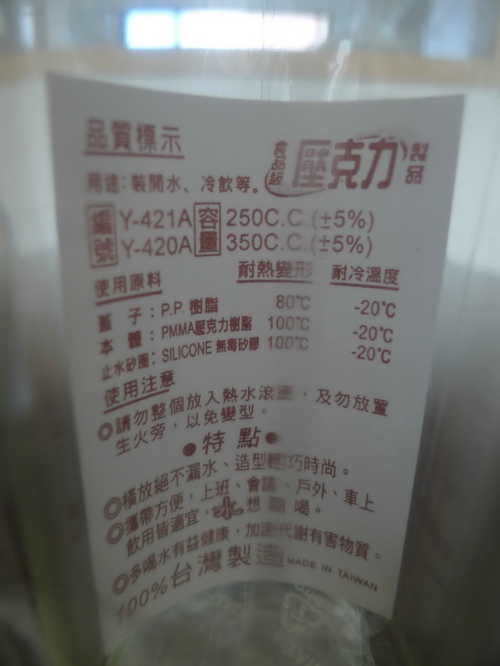 品質標示
食品級 壓克力 製品
用途：裝開水、冷飲等。
編號 Y-421A 容量 250C.C.(±5%)
Y-420A 350C.C.(±5%)
使用原料 耐熱變形 耐冷溫度
蓋 子：P.P. 樹脂 80℃ -20℃
本 體：PMMA壓克力樹脂 100℃ -20℃
止水矽圈：SILICONE 無毒矽膠 100℃ -20℃
使用注意
◎請勿整個放入熱水滾燙，及勿放置
生火旁，以免變型。
●特點●
◎橫放絕不漏水、造型輕巧時尚。
◎攜帶方便，上班、會議、戶外、車上
飲用皆適宜，水想 喝。
◎多喝水有益健康，加速代謝有害物質。
100%台灣製造 MADE IN TAIWAN